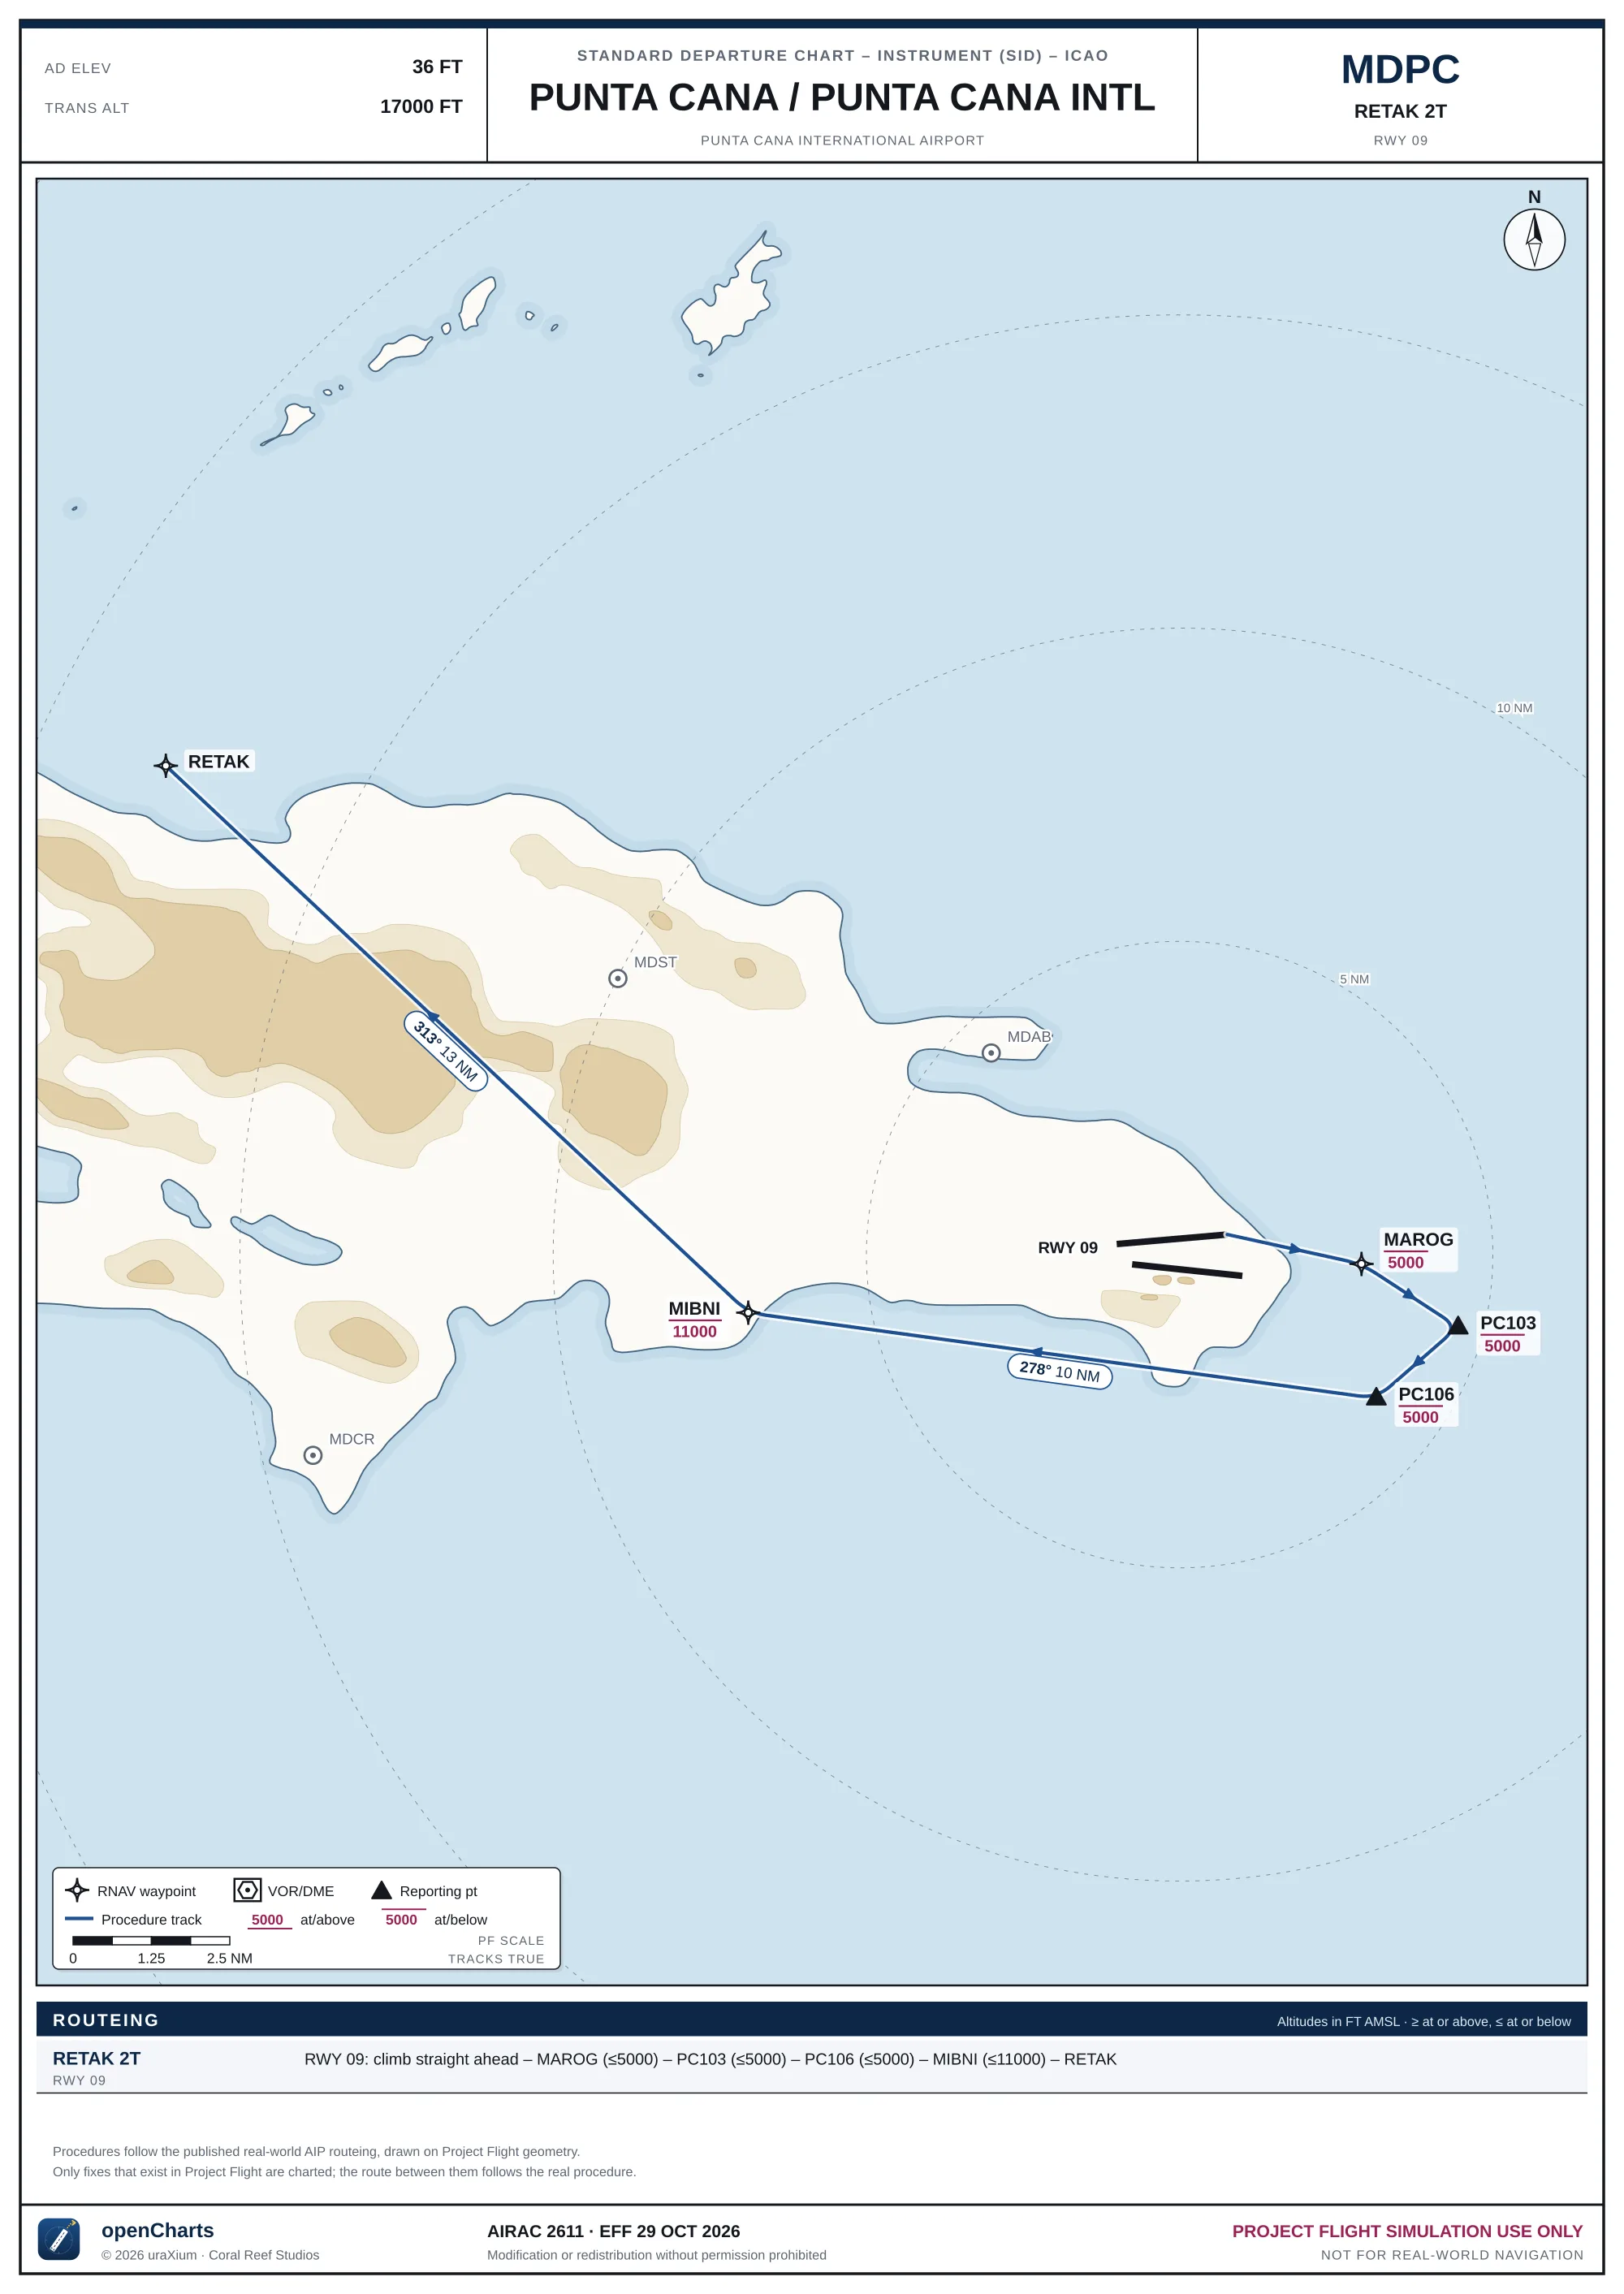 AD ELEV 36 FT
TRANS ALT 17000 FT
STANDARD DEPARTURE CHART – INSTRUMENT (SID) – ICAO
PUNTA CANA / PUNTA CANA INTL
PUNTA CANA INTERNATIONAL AIRPORT
MDPC
RETAK 2T
RWY 09
N
10 NM
RETAK
MDST
5 NM
313° 13 NM
MDAB
RWY 09
MAROG
5000
MIBNI
11000
PC103
5000
278° 10 NM
PC106
5000
MDCR
RNAV waypoint VOR/DME Reporting pt
Procedure track 5000 at/above 5000 at/below
PF SCALE
0 1.25 2.5 NM TRACKS TRUE
ROUTEING Altitudes in FT AMSL · ≥ at or above, ≤ at or below
RETAK 2T RWY 09: climb straight ahead – MAROG (≤5000) – PC103 (≤5000) – PC106 (≤5000) – MIBNI (≤11000) – RETAK
RWY 09
Procedures follow the published real-world AIP routeing, drawn on Project Flight geometry.
Only fixes that exist in Project Flight are charted; the route between them follows the real procedure.
openCharts AIRAC 2611 · EFF 29 OCT 2026 PROJECT FLIGHT SIMULATION USE ONLY
© 2026 uraXium · Coral Reef Studios Modification or redistribution without permission prohibited NOT FOR REAL-WORLD NAVIGATION